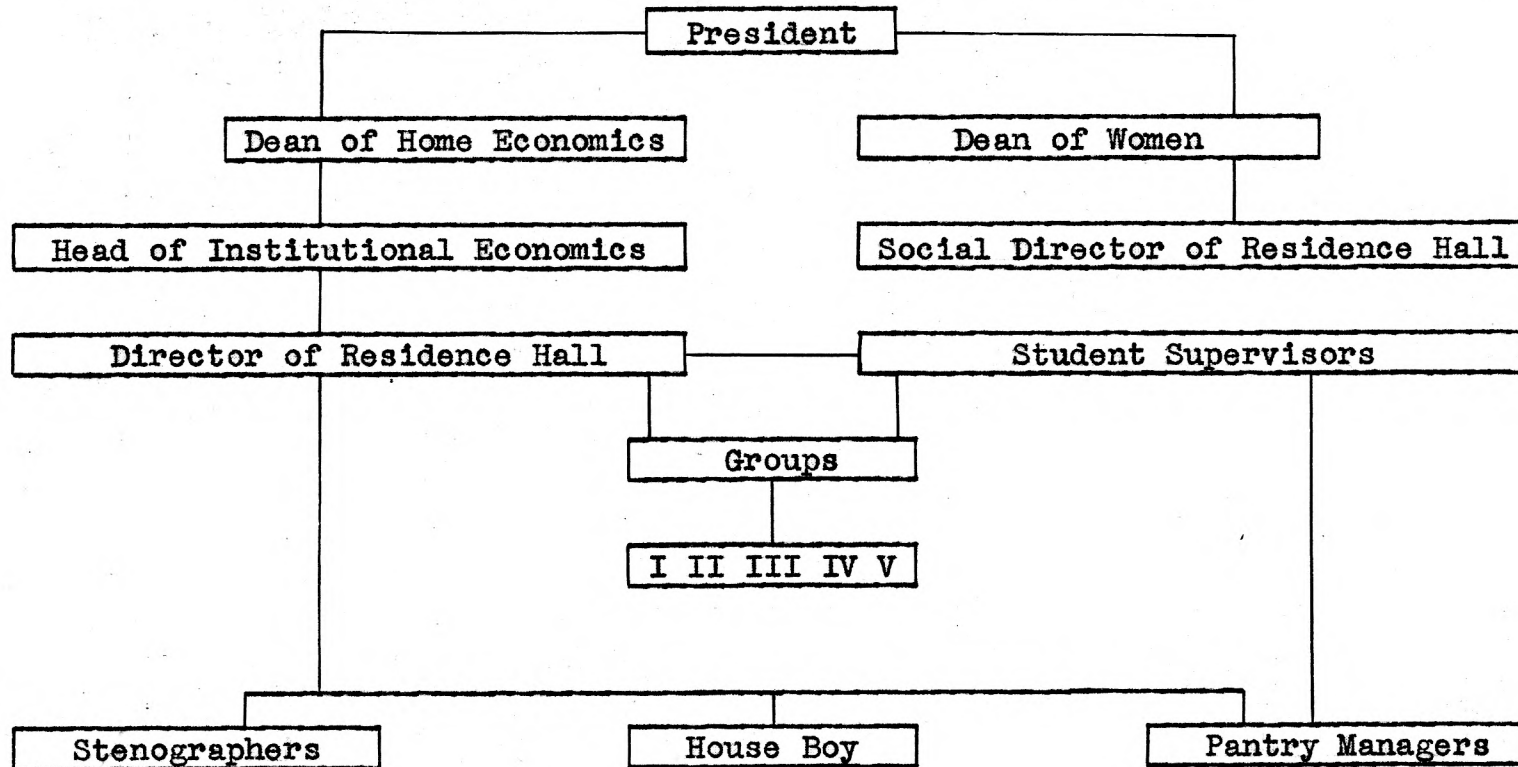 President
Dean of Home Economics
Dean of Women
Head of Institutional Economics
Social Director of Residence Hall
Director of Residence Hall
Student Supervisors
Groups
I II III IV V
Stenographers
House Boy
Pantry Managers